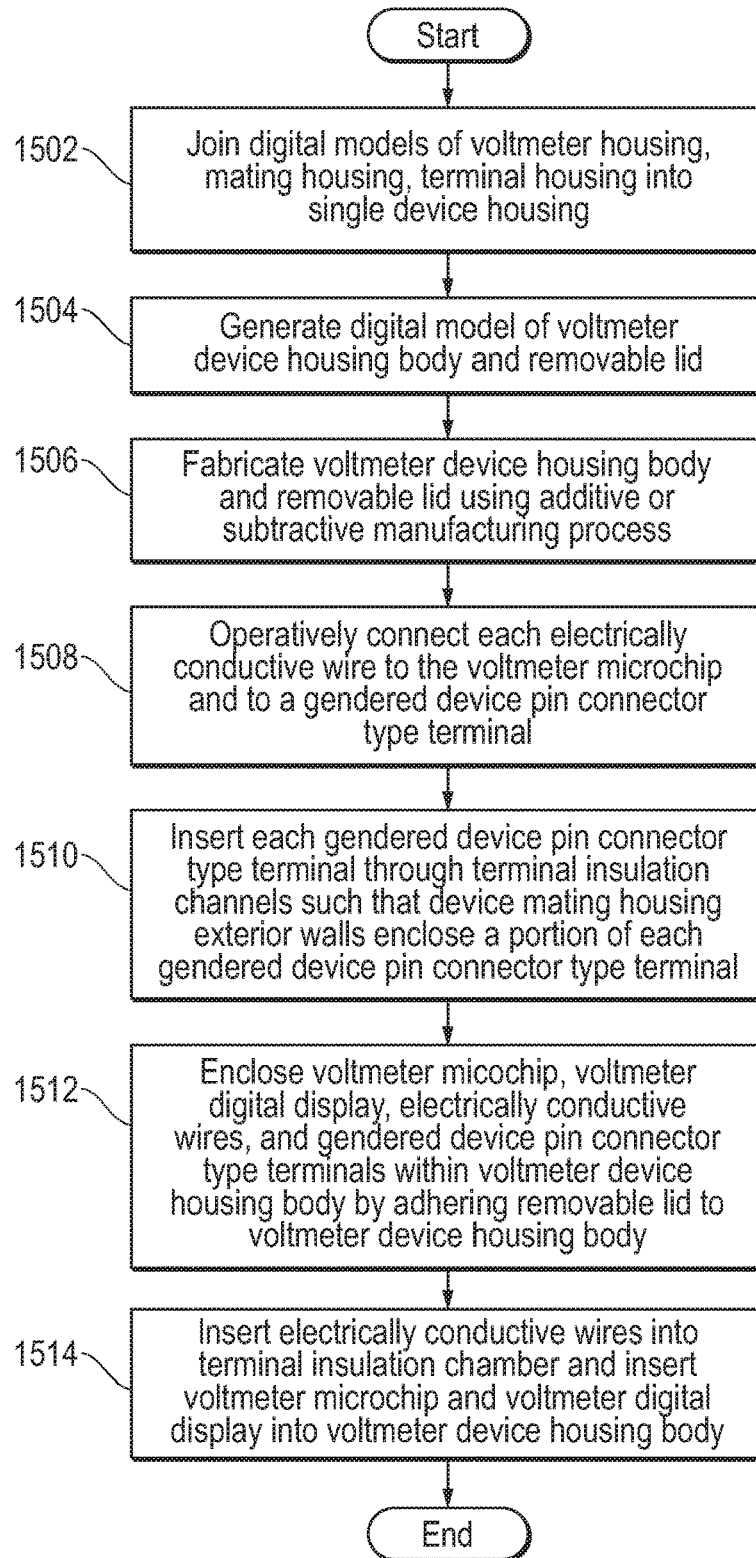 Start
1502
Join digital models of voltmeter housing,
mating housing, terminal housing into
single device housing
1504
Generate digital model of voltmeter
device housing body and removable lid
1506
Fabricate voltmeter device housing body
and removable lid using additive or
subtractive manufacturing process
1508
Operatively connect each electrically
conductive wire to the voltmeter microchip
and to a gendered device pin connector
type terminal
1510
Insert each gendered device pin connector
type terminal through terminal insulation
channels such that device mating housing
exterior walls enclose a portion of each
gendered device pin connector type terminal
1512
Enclose voltmeter micochip, voltmeter
digital display, electrically conductive
wires, and gendered device pin connector
type terminals within voltmeter device
housing body by adhering removable lid to
voltmeter device housing body
1514
Insert electrically conductive wires into
terminal insulation chamber and insert
voltmeter microchip and voltmeter digital
display into voltmeter device housing body
End